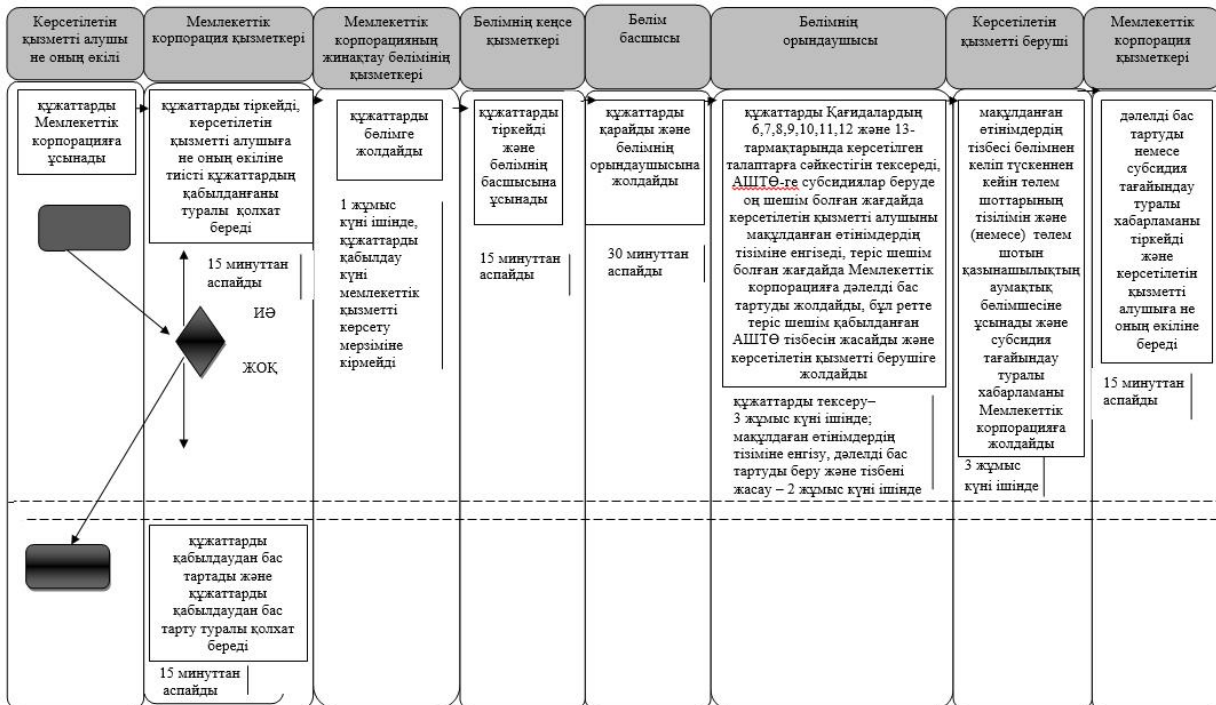 Көрсетілетін
қызметті алушы
не оның өкілі
Мемлекеттік
корпорация қызметкері
Мемлекеттік
корпорацияның
жинақтау бөлімінің
қызметкері
Бөлімнің кеңсе
қызметкері
Бөлім
басшысы
Бөлімнің
орындаушысы
Көрсетілетін
қызметті беруші
Мемлекеттік
корпорация
қызметкері
құжаттарды
Мемлекеттік
корпорацияға
ұсынады
құжаттарды тіркейді,
көрсетілетін
қызметті алушыға
не оның өкіліне
тиісті құжаттардың
қабылданғаны
туралы қолхат
береді
15 минуттан
аспайды
ИӘ
ЖОҚ
құжаттарды
бөлімге
жолдайды
1 жұмыс
күні ішінде,
құжаттарды
қабылдау
күні
мемлекеттік
қызметті
көрсету
мерзіміне
кірмейді
құжаттарды
тіркейді
және
бөлімнің
басшысына
ұсынады
15 минуттан
аспайды
құжаттарды
қарайды және
бөлімнің
орындаушысына
жолдайды
30 минуттан
аспайды
құжаттарды Қағидалардың
6,7,8,9,10,11,12 және 13-
тармақтарында көрсетілген
талаптарға сәйкестігін тексереді,
АШТӨ-ге субсидиялар беруде
оң шешім болған жағдайда
көрсетілетін қызметті алушыны
мақұлданған өтінімдердің
тізіміне енгізеді, теріс шешім
болған жағдайда Мемлекеттік
корпорацияға дәлелді бас
тартуды жолдайды, бұл ретте
теріс шешім қабылданған
АШТӨ тізбесін жасайды және
көрсетілетін қызметті берушіге
жолдайды
құжаттарды тексеру–
3 жұмыс күні ішінде;
мақұлдаған өтінімдердің
тізіміне енгізу, дәлелді бас
тартуды беру және тізбені
жасау – 2 жұмыс күні ішінде
мақұлданған
өтінімдердің
тізбесі бөлімнен
келіп түскеннен
кейін төлем
шоттарының
тізілімін және
(немесе) төлем
шотын
қазынашылықтың
аумақтық
бөлімшесіне
ұсынады және
субсидия
тағайындау
туралы
хабарламаны
Мемлекеттік
корпорацияға
жолдайды
3 жұмыс
күні ішінде
дәлелді бас
тартуды
немесе
субсидия
тағайындау
туралы
хабарламаны
тіркейді
және
көрсетілетін
қызметті
алушыға не
оның өкіліне
береді
15 минуттан
аспайды
құжаттарды
қабылдаудан бас
тартады және
құжаттарды
қабылдаудан бас
тарту туралы қолхат
береді
15 минуттан
аспайды